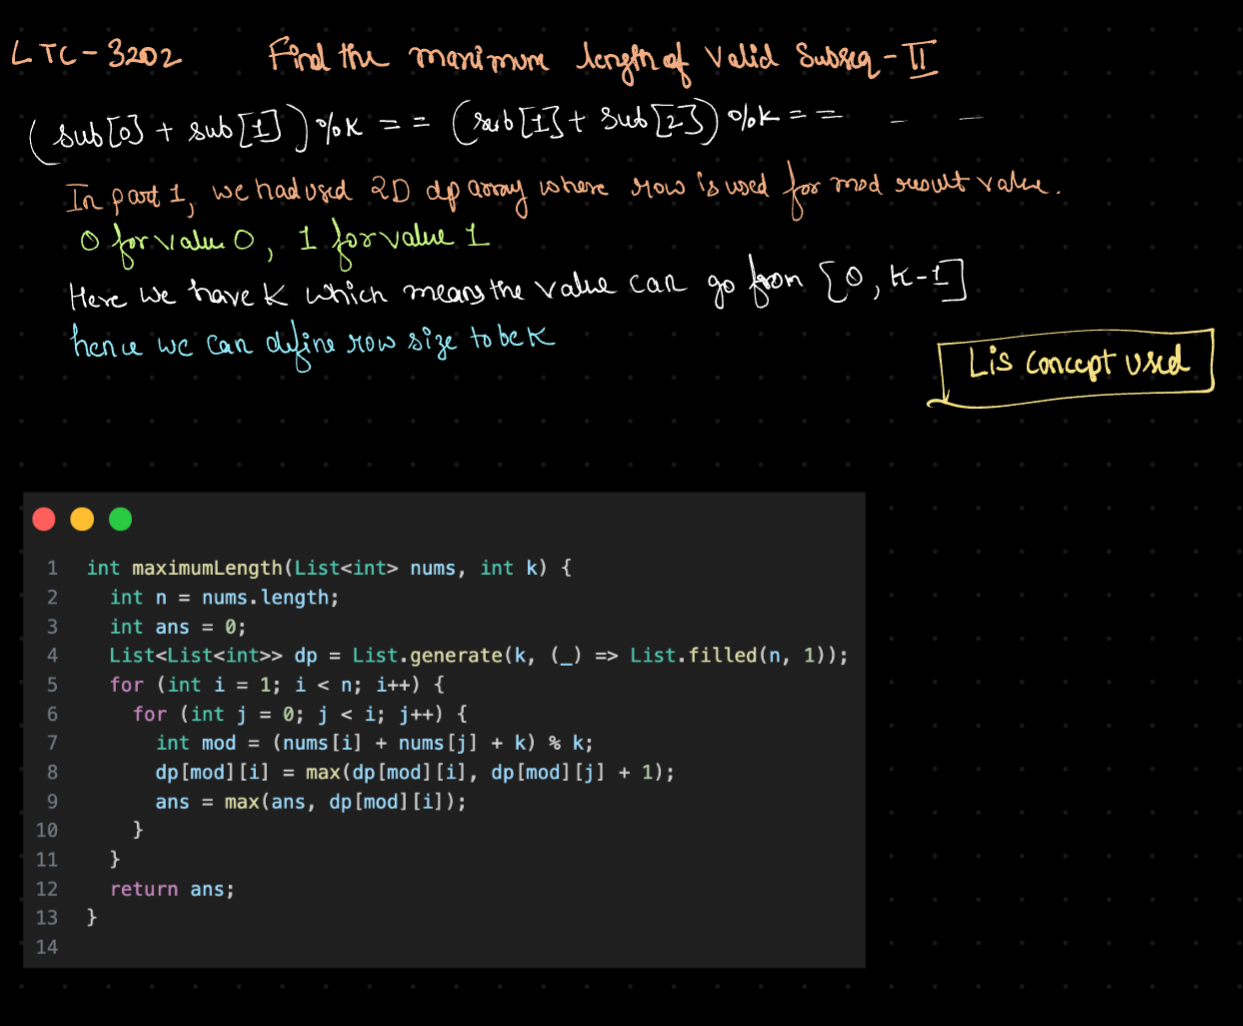 LTC-3202 Find the maximum length of Valid Subseq-II
(sub[0] + sub[1])%k == (sub[1]+ sub[2])%k == _ _
In part 1, we had used 2D dp array where row is used for mod result value.
0 for value 0, 1 for value 1
Here we have K which means the value can go from [0, K-1]
hence we can define row size to be K
Lis concept used
1 int maximumLength(List<int> nums, int k) {
2 int n = nums.length;
3 int ans = 0;
4 List<List<int>> dp = List.generate(k, (_) => List.filled(n, 1));
5 for (int i = 1; i < n; i++) {
6 for (int j = 0; j < i; j++) {
7 int mod = (nums[i] + nums[j] + k) % k;
8 dp[mod][i] = max(dp[mod][i], dp[mod][j] + 1);
9 ans = max(ans, dp[mod][i]);
10 }
11 }
12 return ans;
13 }
14